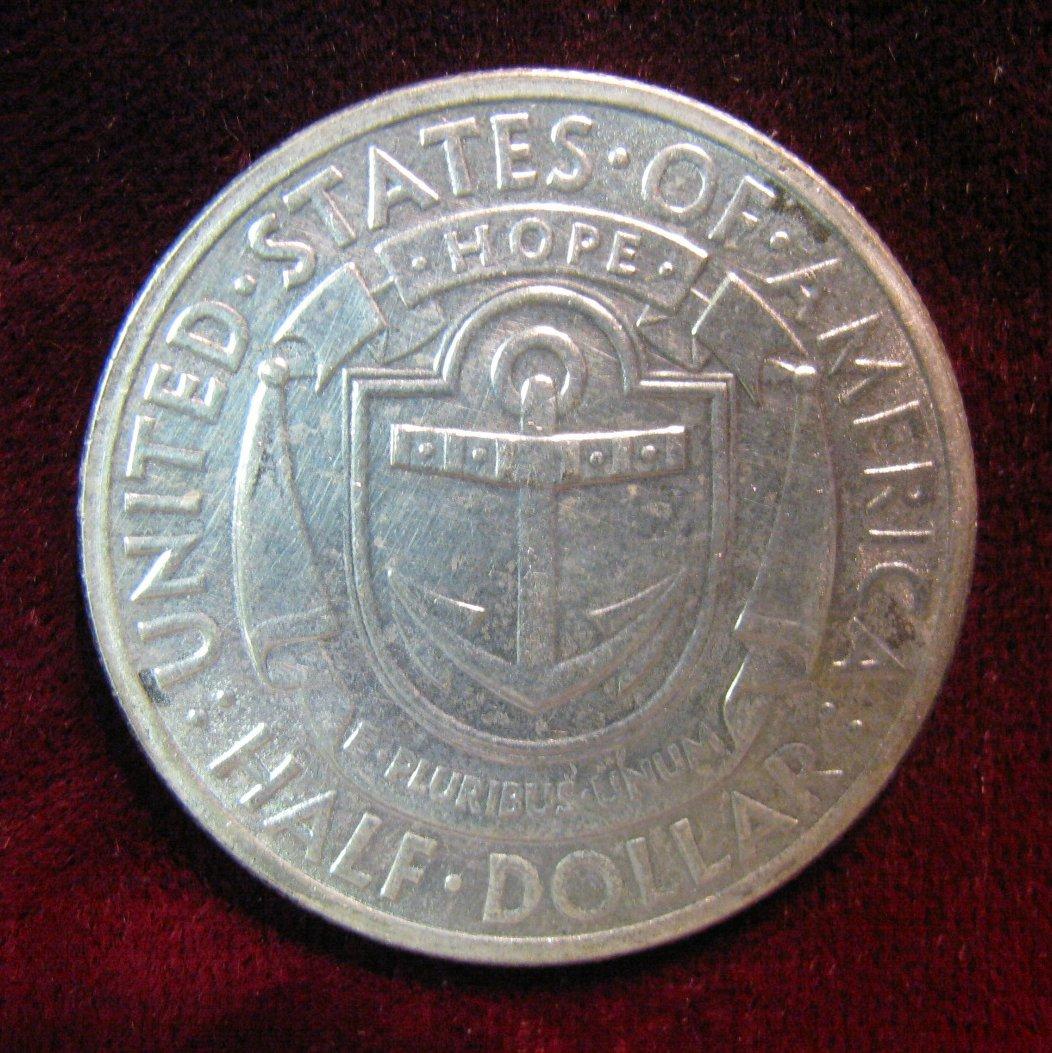 UNITED·STATES·OF·AMERICA
·HOPE·
E·PLURIBUS·UNUM
·HALF·DOLLAR·